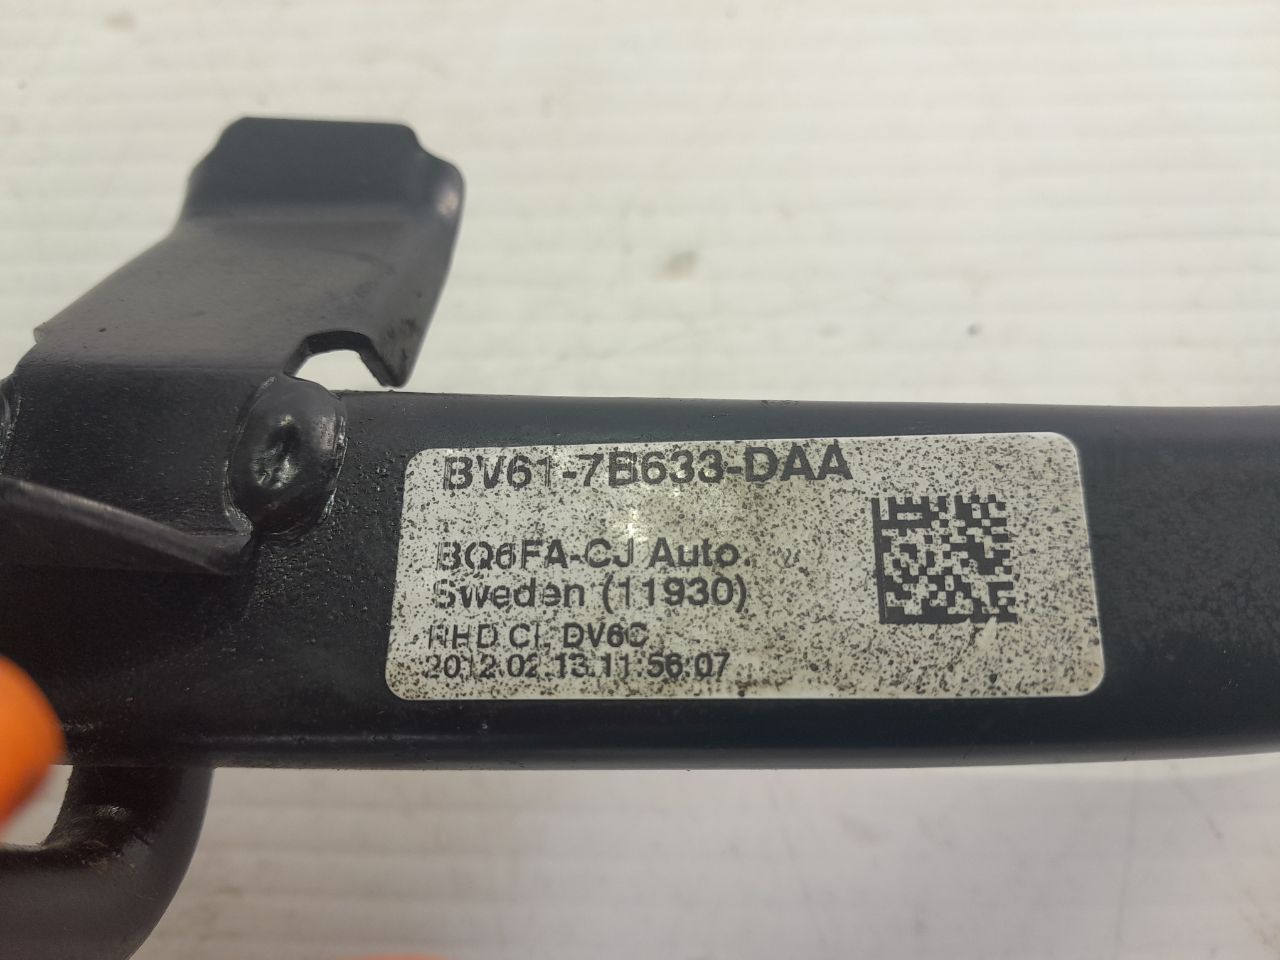 BV61-7B633-DAA
BQ6FA-CJ Auto.
Sweden (11930)
RHD CL DV6C
2012.02.13.11:56:07